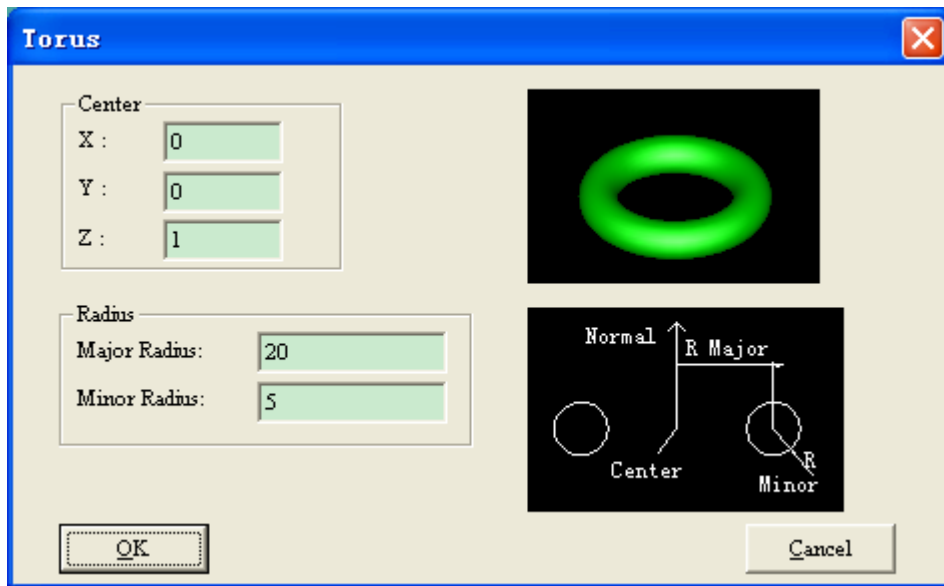 Torus
Center
X : 0
Y : 0
Z : 1
Radius
Major Radius: 20
Minor Radius: 5
Normal
R Major
Center
R
Minor
OK
Cancel